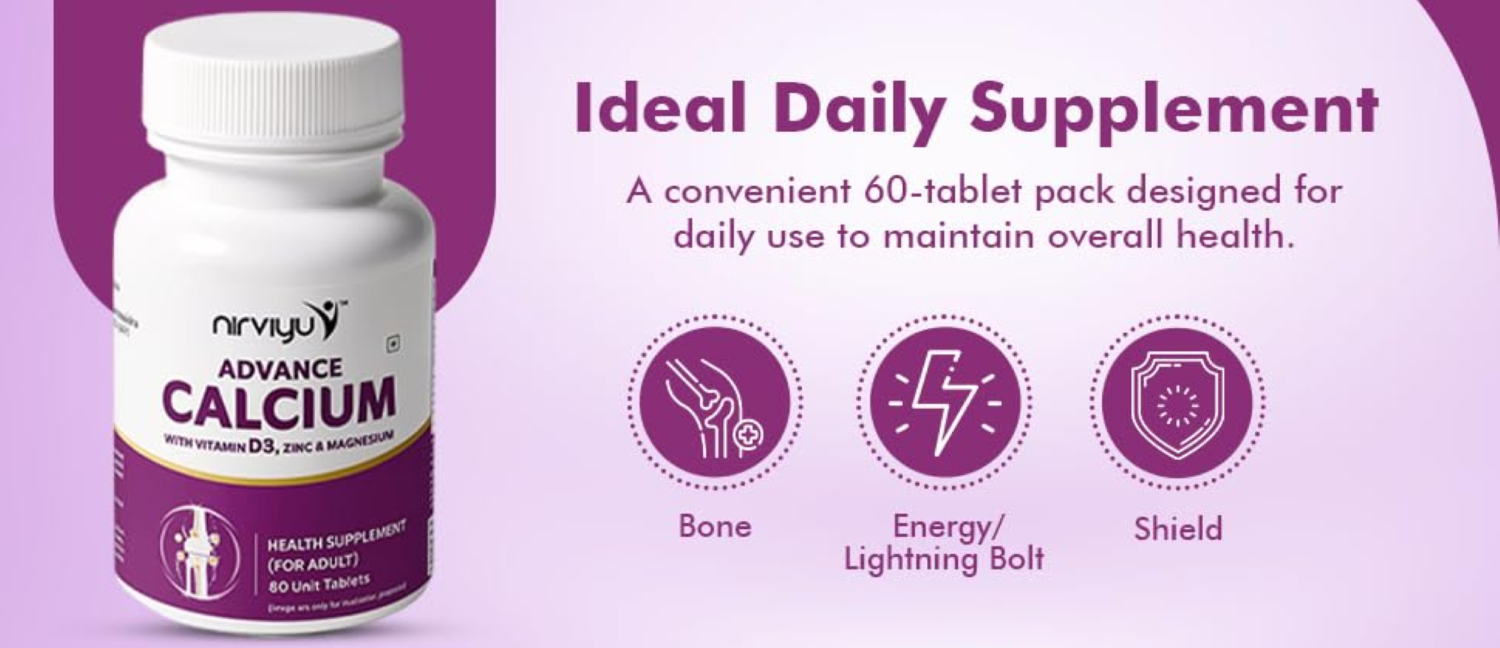 nirviyu™
ADVANCE
CALCIUM
WITH VITAMIN D3, ZINC & MAGNESIUM
HEALTH SUPPLEMENT
(FOR ADULT)
80 Unit Tablets
Ideal Daily Supplement
A convenient 60-tablet pack designed for
daily use to maintain overall health.
Bone
Energy/
Lightning Bolt
Shield